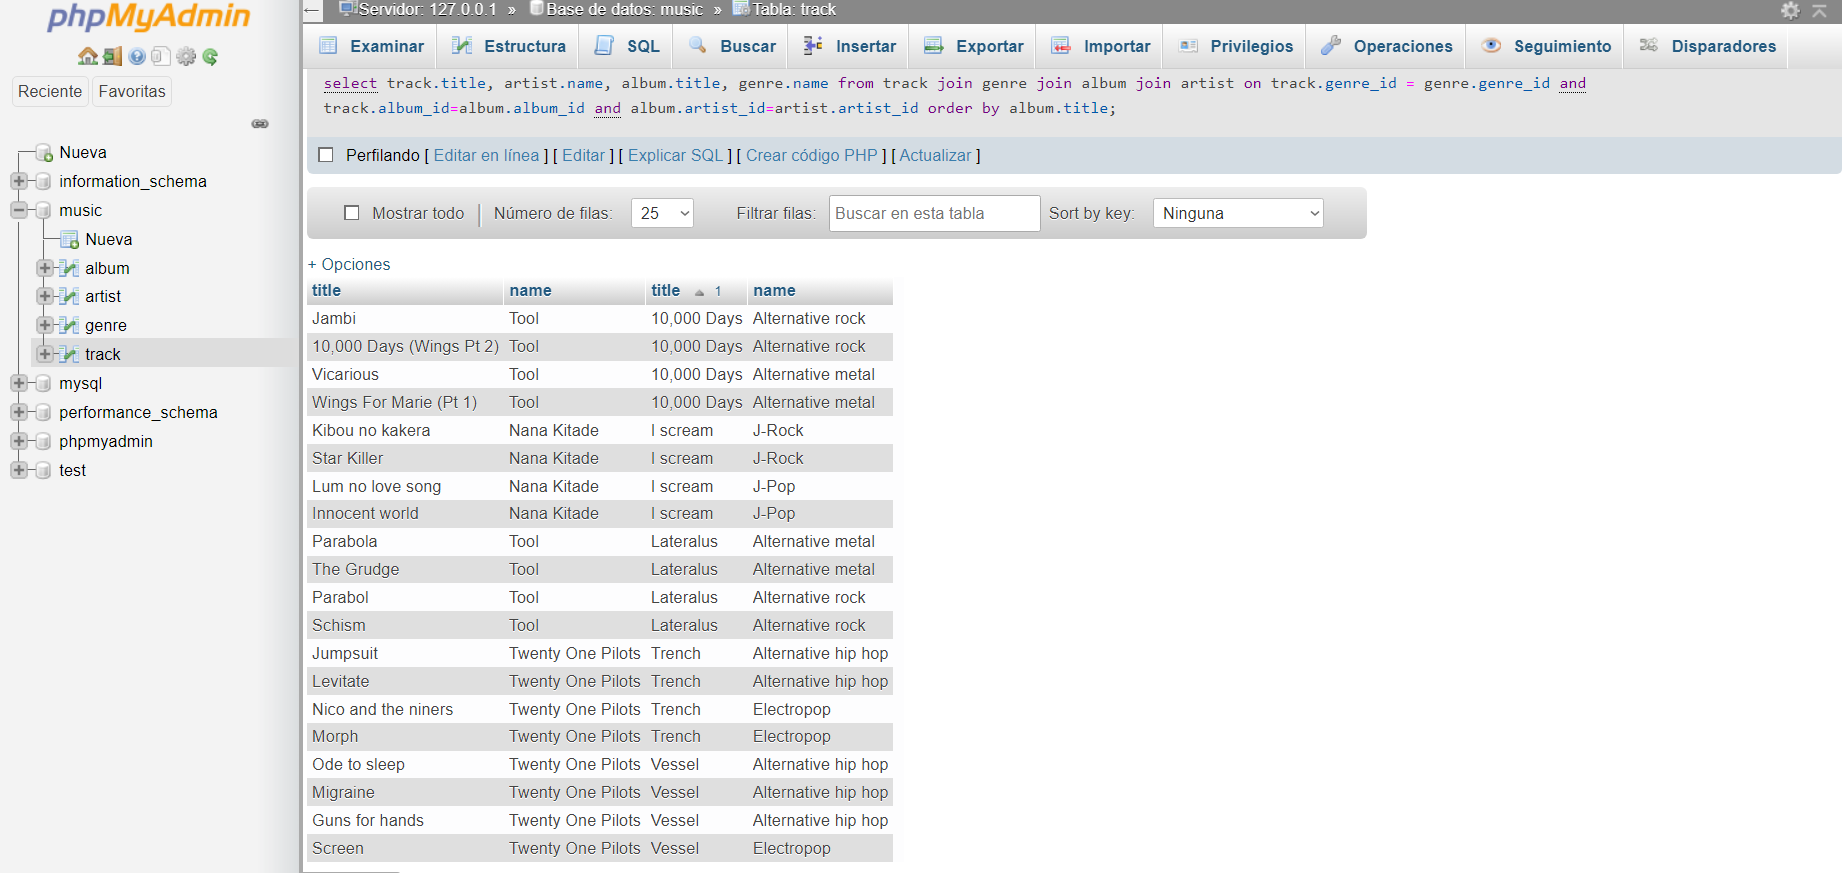 phpMyAdmin
Reciente Favoritas
Nueva
information_schema
music
Nueva
album
artist
genre
track
mysql
performance_schema
phpmyadmin
test
← Servidor: 127.0.0.1 » Base de datos: music » Tabla: track
Examinar Estructura SQL Buscar Insertar Exportar Importar Privilegios Operaciones Seguimiento Disparadores
select track.title, artist.name, album.title, genre.name from track join genre join album join artist on track.genre_id = genre.genre_id and
track.album_id=album.album_id and album.artist_id=artist.artist_id order by album.title;
Perfilando [ Editar en línea ] [ Editar ] [ Explicar SQL ] [ Crear código PHP ] [ Actualizar ]
Mostrar todo Número de filas: 25 Filtrar filas: Buscar en esta tabla Sort by key: Ninguna
+ Opciones
title name title 1 name
Jambi Tool 10,000 Days Alternative rock
10,000 Days (Wings Pt 2) Tool 10,000 Days Alternative rock
Vicarious Tool 10,000 Days Alternative metal
Wings For Marie (Pt 1) Tool 10,000 Days Alternative metal
Kibou no kakera Nana Kitade I scream J-Rock
Star Killer Nana Kitade I scream J-Rock
Lum no love song Nana Kitade I scream J-Pop
Innocent world Nana Kitade I scream J-Pop
Parabola Tool Lateralus Alternative metal
The Grudge Tool Lateralus Alternative metal
Parabol Tool Lateralus Alternative rock
Schism Tool Lateralus Alternative rock
Jumpsuit Twenty One Pilots Trench Alternative hip hop
Levitate Twenty One Pilots Trench Alternative hip hop
Nico and the niners Twenty One Pilots Trench Electropop
Morph Twenty One Pilots Trench Electropop
Ode to sleep Twenty One Pilots Vessel Alternative hip hop
Migraine Twenty One Pilots Vessel Alternative hip hop
Guns for hands Twenty One Pilots Vessel Alternative hip hop
Screen Twenty One Pilots Vessel Electropop